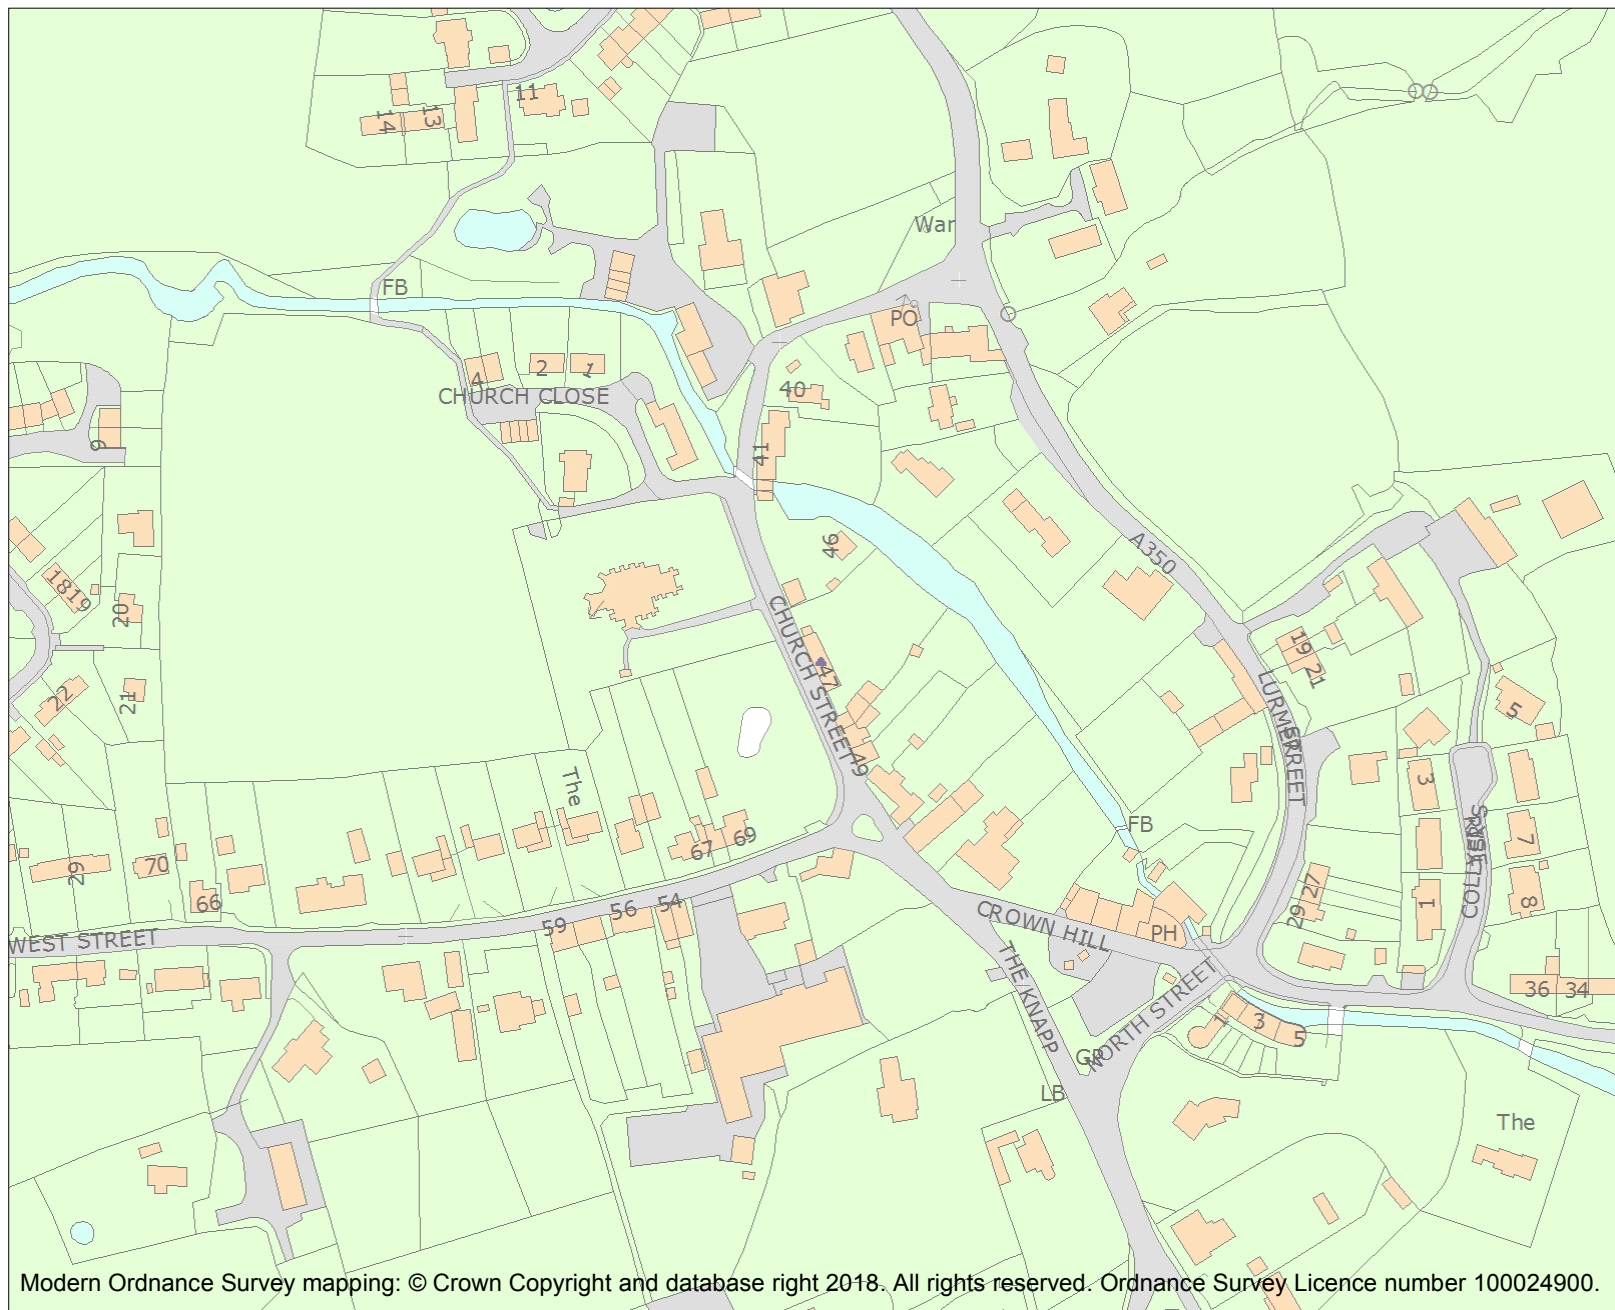 11
14
13
War
FB
PO
4
2
1
40
CHURCH CLOSE
9
41
46
A350
1819
20
CHURCH STREET
47
19
21
22
21
LURMER
STREET
5
49
The
3
FB
67
69
7
29
70
66
27
1
8
59
56
54
29
COLLYERS
RISE
WEST STREET
CROWN HILL
PH
THE KNAPP
NORTH STREET
36
34
1
3
5
GP
LB
The
Modern Ordnance Survey mapping: © Crown Copyright and database right 2018. All rights reserved. Ordnance Survey Licence number 100024900.